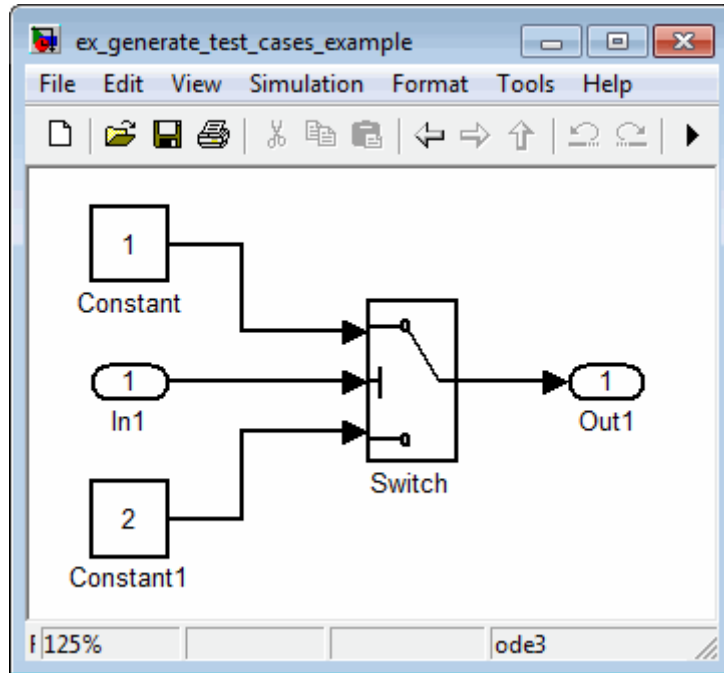 ex_generate_test_cases_example
File Edit View Simulation Format Tools Help
1
Constant
1
In1
1
Out1
Switch
2
Constant1
125%
ode3